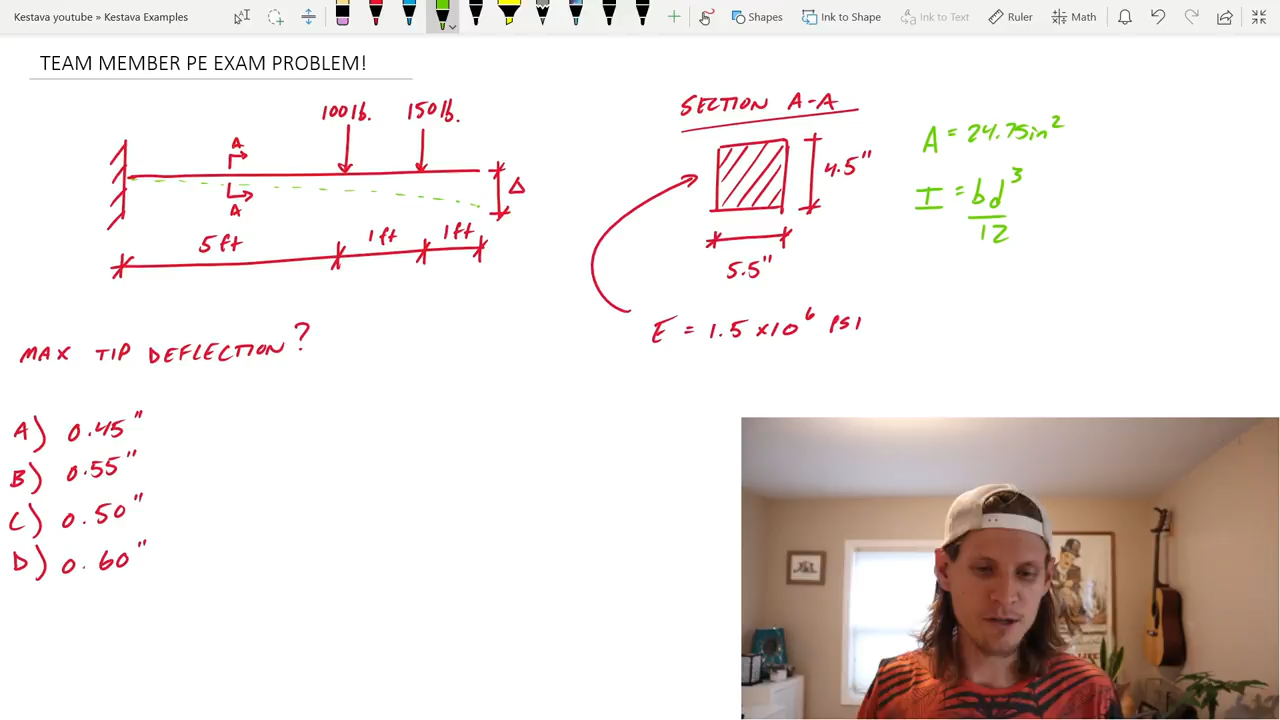 Kestava youtube » Kestava Examples
Shapes
Ink to Shape
Ink to Text
Ruler
Math
TEAM MEMBER PE EXAM PROBLEM!
100 lb. 150 lb.
A
A
Δ
5 ft 1 ft 1 ft
SECTION A-A
4.5"
5.5"
E = 1.5 x10⁶ PSI
A = 24.75in²
I = bd³
12
MAX TIP DEFLECTION?
A) 0.45"
B) 0.55"
C) 0.50"
D) 0.60"